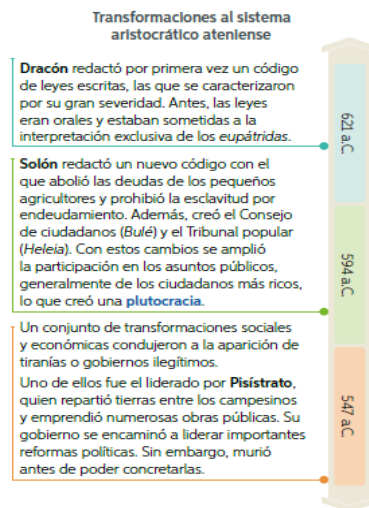 Transformaciones al sistema
aristocrático ateniense
Dracón redactó por primera vez un código
de leyes escritas, las que se caracterizaron
por su gran severidad. Antes, las leyes
eran orales y estaban sometidas a la
interpretación exclusiva de los eupátridas.
621 a.C.
Solón redactó un nuevo código con el
que abolió las deudas de los pequeños
agricultores y prohibió la esclavitud por
endeudamiento. Además, creó el Consejo
de ciudadanos (Bulé) y el Tribunal popular
(Heleia). Con estos cambios se amplió
la participación en los asuntos públicos,
generalmente de los ciudadanos más ricos,
lo que creó una plutocracia.
594 a.C.
Un conjunto de transformaciones sociales
y económicas condujeron a la aparición de
tiranías o gobiernos ilegítimos.
Uno de ellos fue el liderado por Pisístrato,
quien repartió tierras entre los campesinos
y emprendió numerosas obras públicas. Su
gobierno se encaminó a liderar importantes
reformas políticas. Sin embargo, murió
antes de poder concretarlas.
547 a.C.